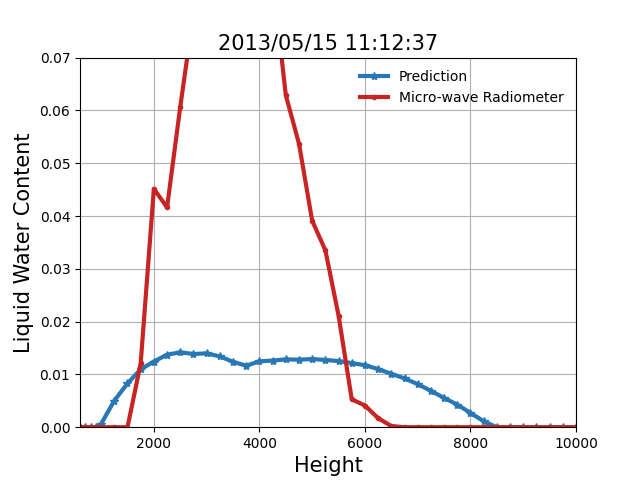 2013/05/15 11:12:37
Prediction
Micro-wave Radiometer
Liquid Water Content
0.07
0.06
0.05
0.04
0.03
0.02
0.01
0.00
2000 4000 6000 8000 10000
Height